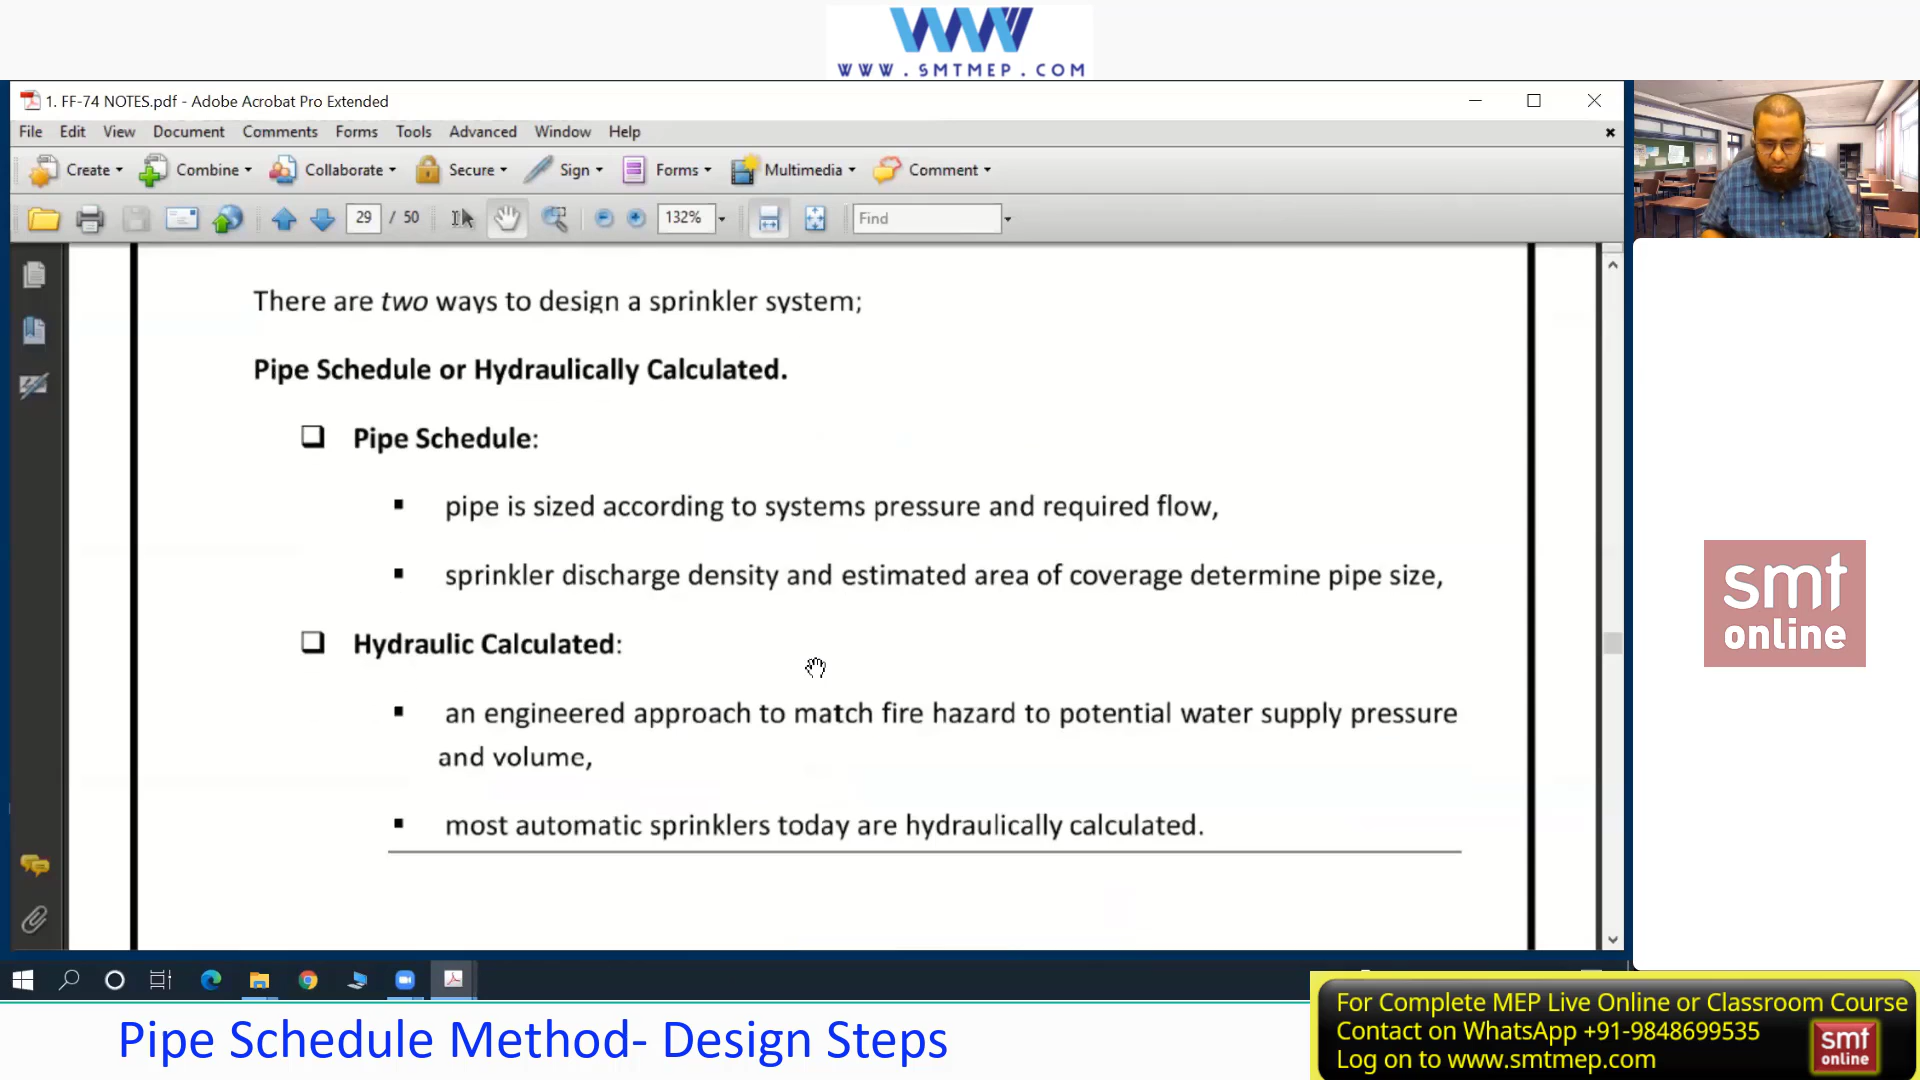 WWW.SMTMEP.COM
1. FF-74 NOTES.pdf - Adobe Acrobat Pro Extended
File Edit View Document Comments Forms Tools Advanced Window Help
Create Combine Collaborate Secure Sign Forms Multimedia Comment
29 / 50 132% Find
There are two ways to design a sprinkler system;
Pipe Schedule or Hydraulically Calculated.
Pipe Schedule:
pipe is sized according to systems pressure and required flow,
sprinkler discharge density and estimated area of coverage determine pipe size,
Hydraulic Calculated:
an engineered approach to match fire hazard to potential water supply pressure
and volume,
most automatic sprinklers today are hydraulically calculated.
smt
online
Pipe Schedule Method- Design Steps
For Complete MEP Live Online or Classroom Course
Contact on WhatsApp +91-9848699535
Log on to www.smtmep.com
smt
online